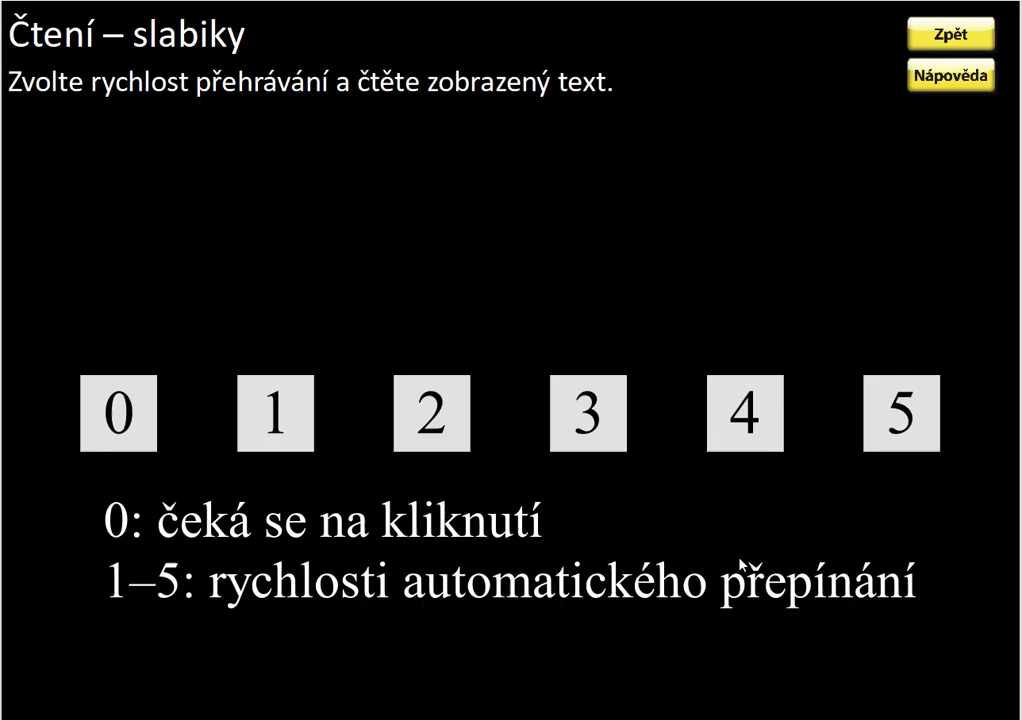 Čtení – slabiky
Zpět
Zvolte rychlost přehrávání a čtěte zobrazený text.
Nápověda
0 1 2 3 4 5
0: čeká se na kliknutí
1–5: rychlosti automatického přepínání